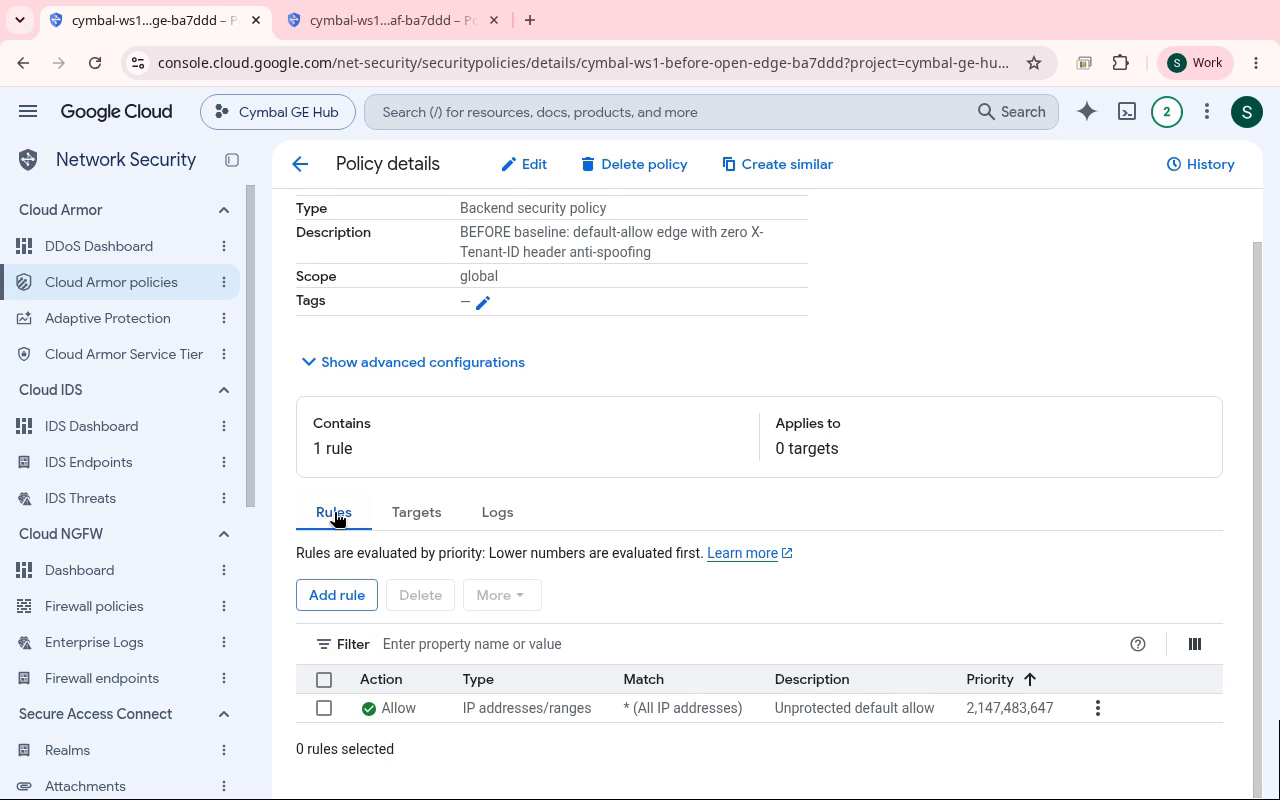 cymbal-ws1...ge-ba7ddd – P
cymbal-ws1...af-ba7ddd – Po
console.cloud.google.com/net-security/securitypolicies/details/cymbal-ws1-before-open-edge-ba7ddd?project=cymbal-ge-hu...
S Work
Google Cloud
Cymbal GE Hub
Search (/) for resources, docs, products, and more
Search
2
S
Network Security
Policy details
Edit
Delete policy
Create similar
History
Cloud Armor
DDoS Dashboard
Cloud Armor policies
Adaptive Protection
Cloud Armor Service Tier
Cloud IDS
IDS Dashboard
IDS Endpoints
IDS Threats
Cloud NGFW
Dashboard
Firewall policies
Enterprise Logs
Firewall endpoints
Secure Access Connect
Realms
Attachments
Type Backend security policy
Description BEFORE baseline: default-allow edge with zero X-
Tenant-ID header anti-spoofing
Scope global
Tags –
Show advanced configurations
Contains
1 rule
Applies to
0 targets
Rules Targets Logs
Rules are evaluated by priority: Lower numbers are evaluated first. Learn more
Add rule Delete More
Filter Enter property name or value
Action Type Match Description Priority
Allow IP addresses/ranges * (All IP addresses) Unprotected default allow 2,147,483,647
0 rules selected